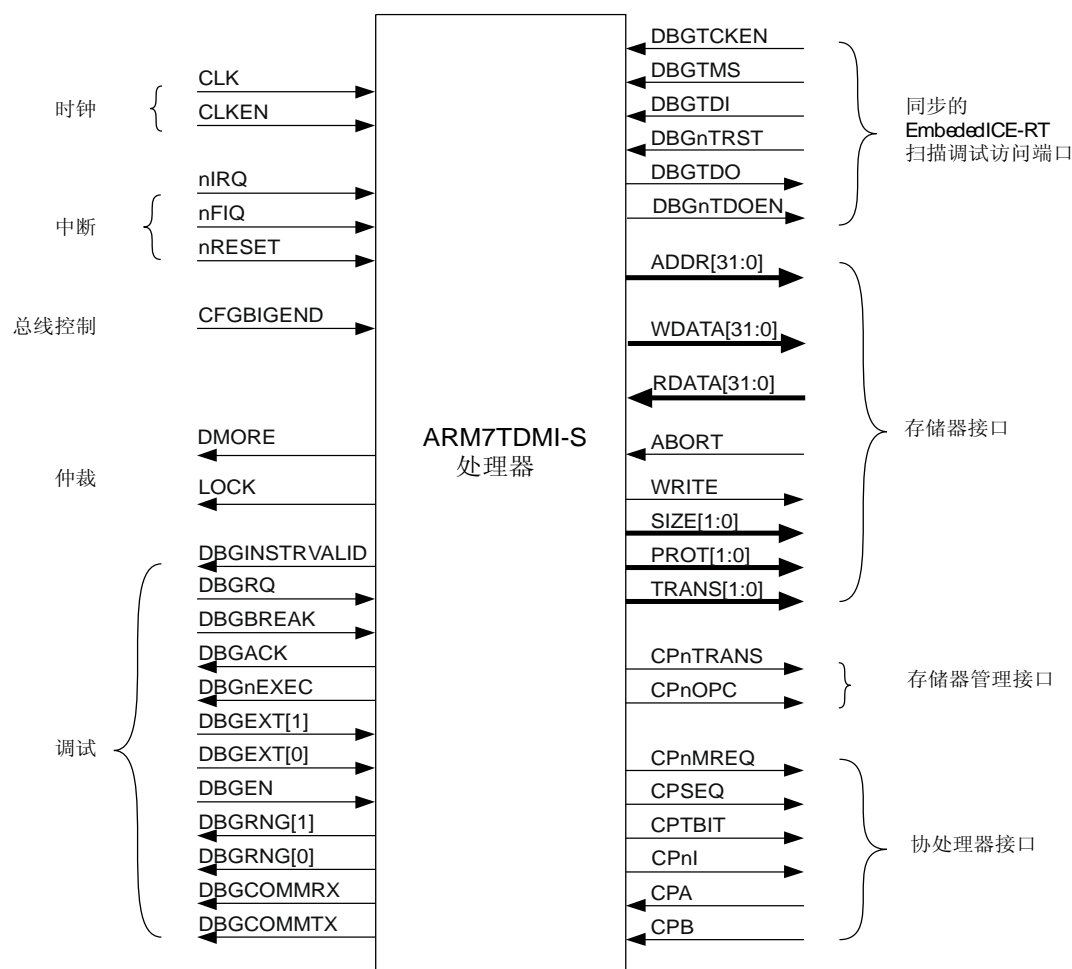 时钟
CLK
CLKEN
中断
nIRQ
nFIQ
nRESET
总线控制
CFGBIGEND
仲裁
DMORE
LOCK
调试
DBGINSTRVALID
DBGRQ
DBGBREAK
DBGACK
DBGnEXEC
DBGEXT[1]
DBGEXT[0]
DBGEN
DBGRNG[1]
DBGRNG[0]
DBGCOMMRX
DBGCOMMTX
ARM7TDMI-S
处理器
DBGTCKEN
DBGTMS
DBGTDI
DBGnTRST
DBGTDO
DBGnTDOEN
同步的
EmbededICE-RT
扫描调试访问端口
ADDR[31:0]
WDATA[31:0]
RDATA[31:0]
ABORT
WRITE
SIZE[1:0]
PROT[1:0]
TRANS[1:0]
存储器接口
CPnTRANS
CPnOPC
存储器管理接口
CPnMREQ
CPSEQ
CPTBIT
CPnI
CPA
CPB
协处理器接口